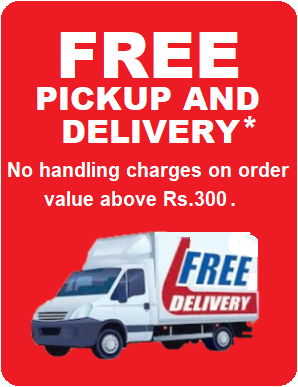 FREE
PICKUP AND
DELIVERY*
No handling charges on order
value above Rs.300.
FREE
DELIVERY